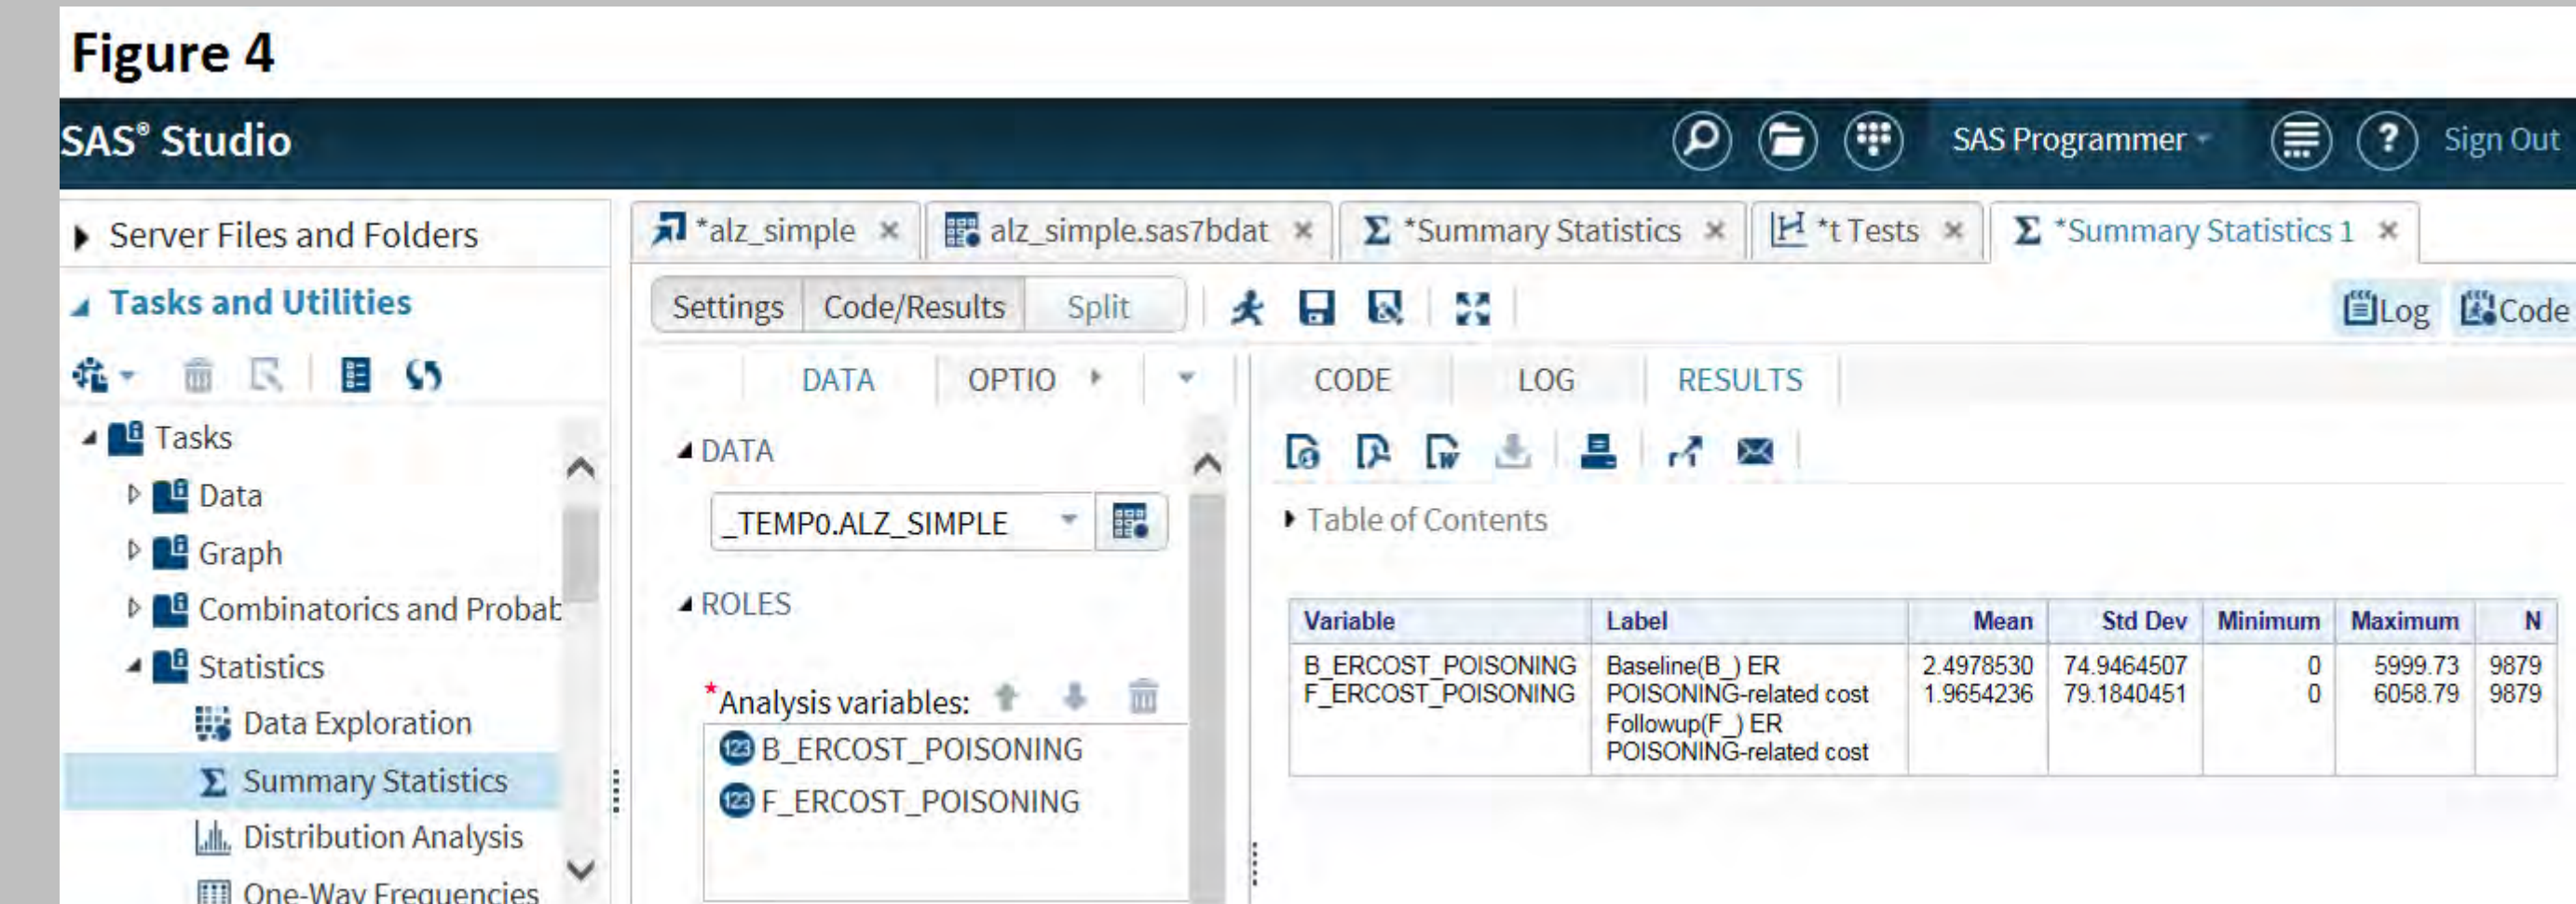 Figure 4
SAS® Studio
SAS Programmer
? Sign Out
Server Files and Folders
Tasks and Utilities
Tasks
Data
Graph
Combinatorics and Probab
Statistics
Data Exploration
Σ Summary Statistics
Distribution Analysis
One-Way Frequencies
*alz_simple ×
alz_simple.sas7bdat ×
Σ *Summary Statistics ×
*t Tests ×
Σ *Summary Statistics 1 ×
Settings Code/Results Split
Log Code
DATA OPTIO
DATA
_TEMP0.ALZ_SIMPLE
ROLES
*Analysis variables:
123 B_ERCOST_POISONING
123 F_ERCOST_POISONING
CODE LOG RESULTS
Table of Contents
Variable Label Mean Std Dev Minimum Maximum N
B_ERCOST_POISONING Baseline(B_) ER 2.4978530 74.9464507 0 5999.73 9879
F_ERCOST_POISONING POISONING-related cost 1.9654236 79.1840451 0 6058.79 9879
Followup(F_) ER
POISONING-related cost